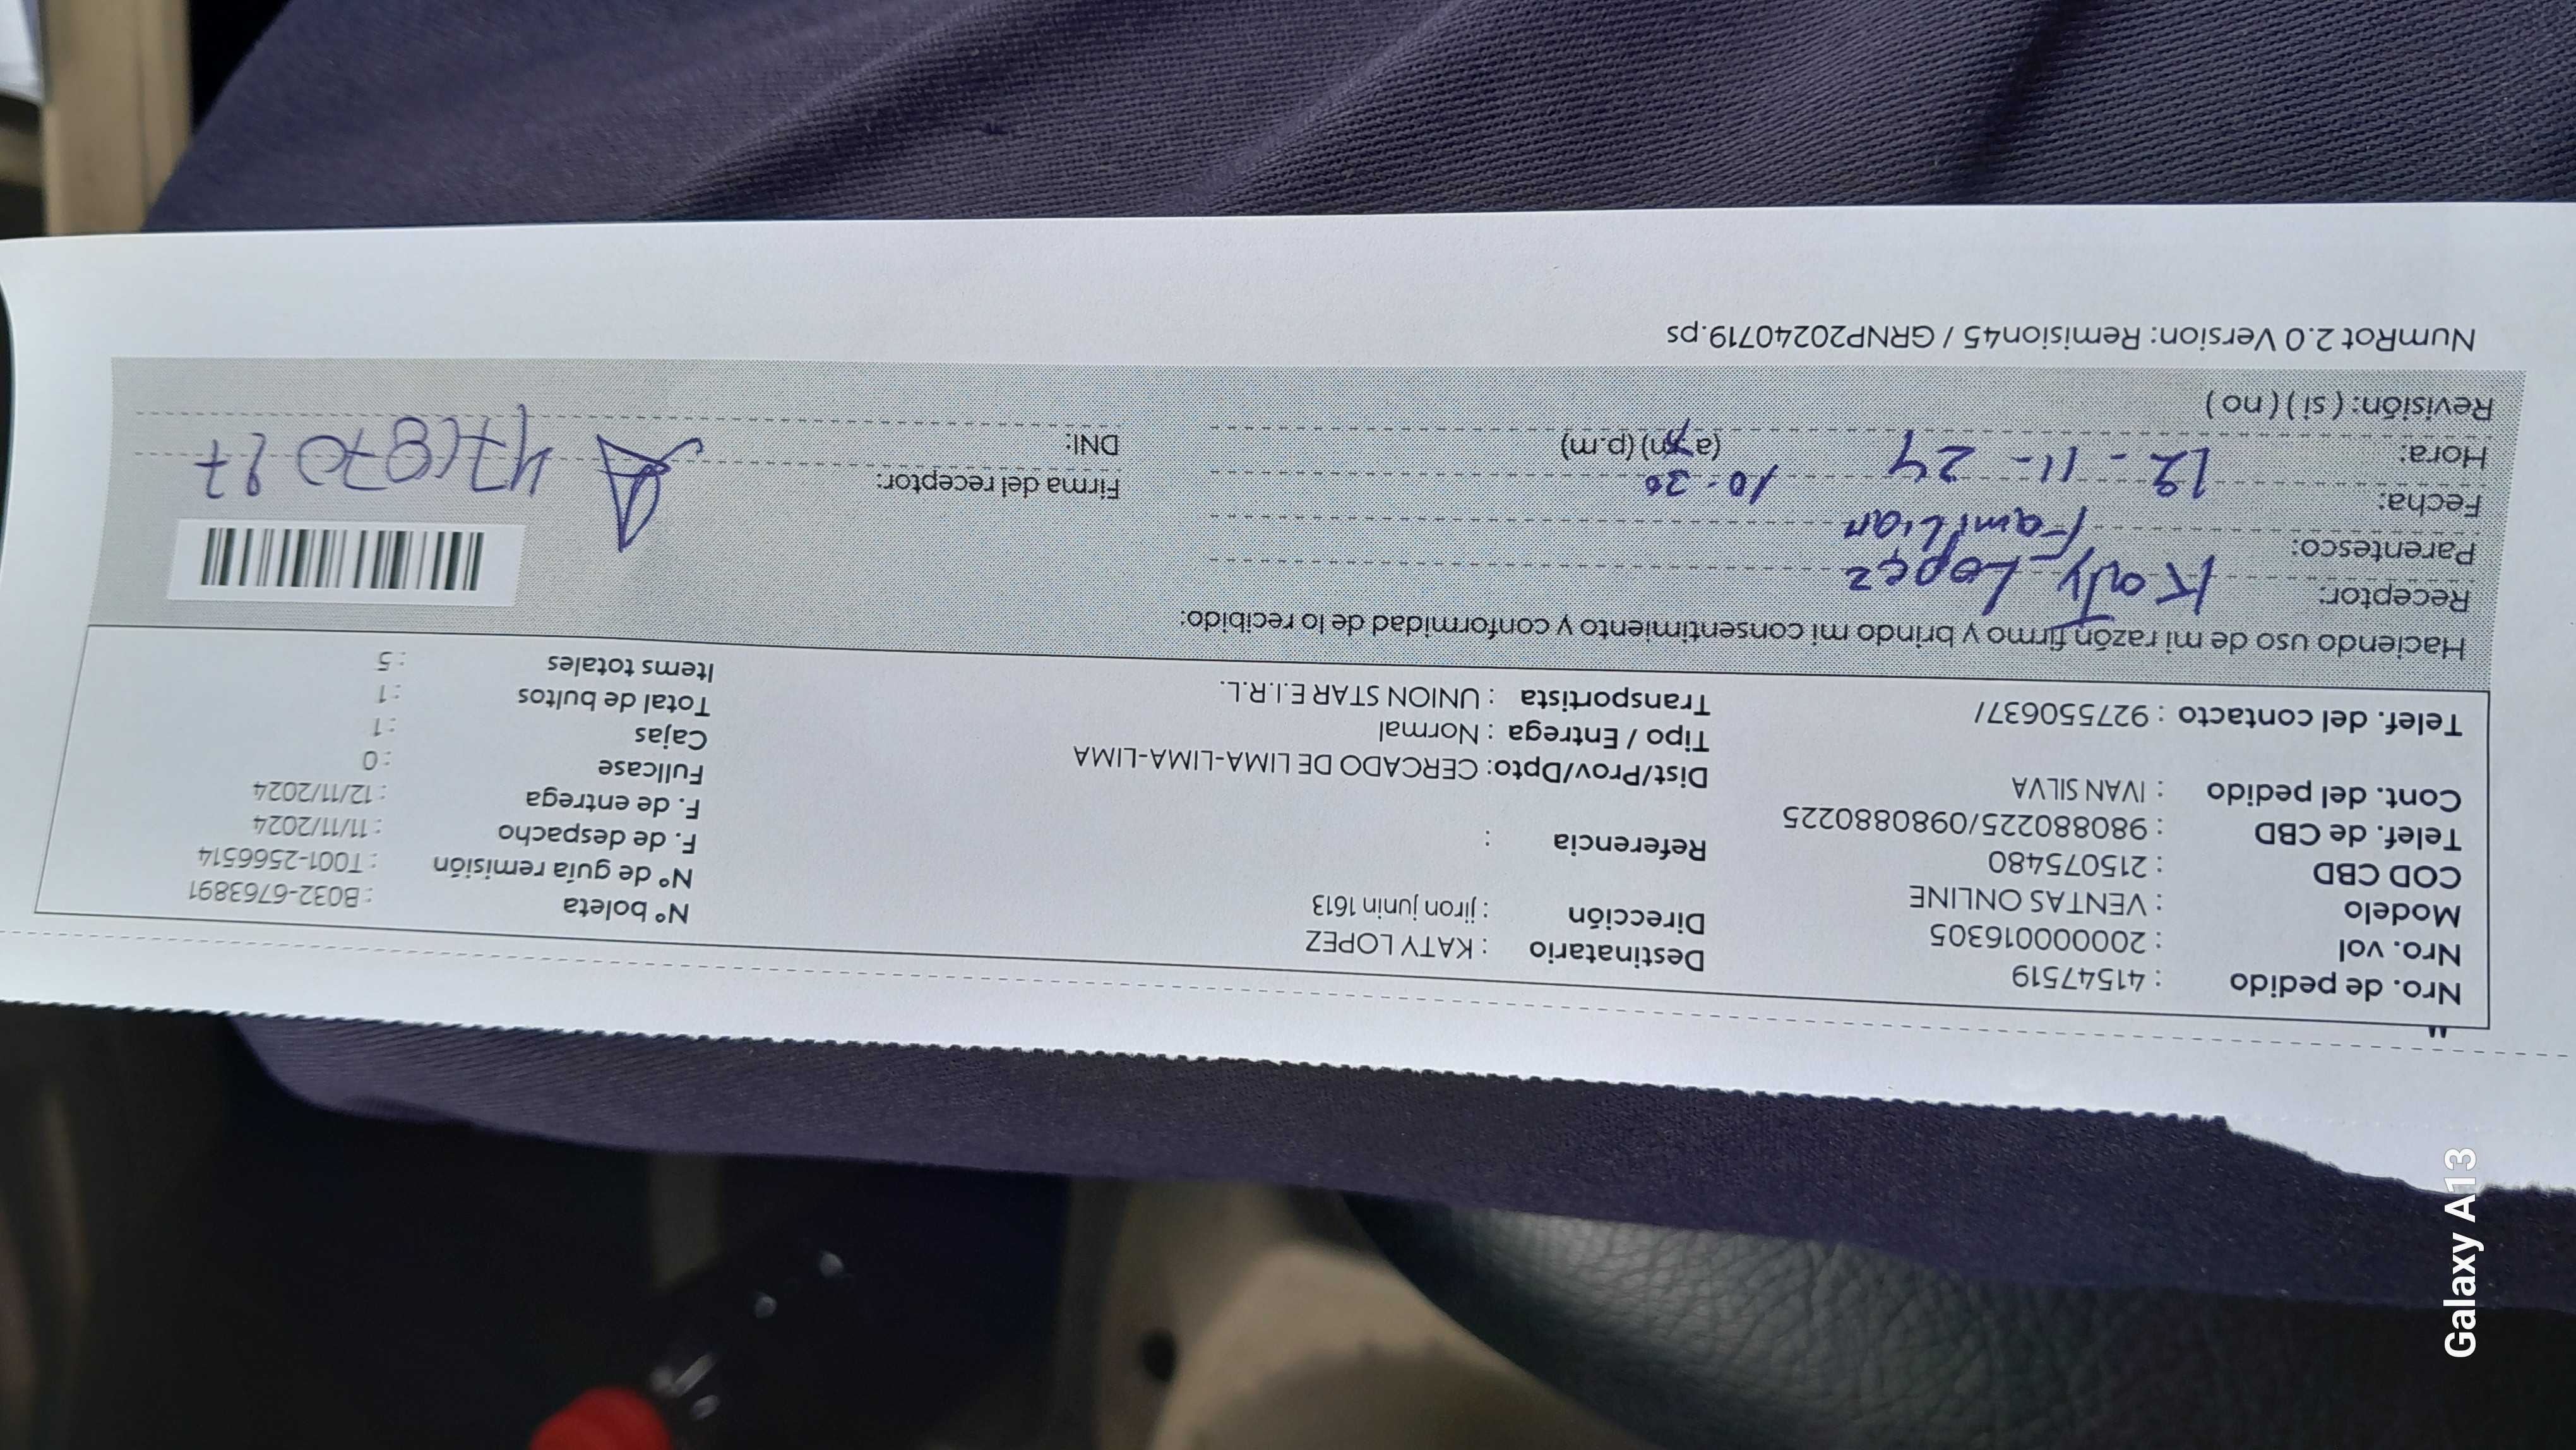 Nro. de pedido : 41547519
Nro. vol : 20000016305
Modelo : VENTAS ONLINE
COD CBD : 215075480
Telef. de CBD : 980880225/0980880225
Cont. del pedido : IVAN SILVA
Telef. del contacto : 927550637/
Destinatario : KATY LOPEZ
Dirección : jiron junin 1613
Referencia :
Dist/Prov/Dpto: CERCADO DE LIMA-LIMA-LIMA
Tipo / Entrega : Normal
Transportista : UNION STAR E.I.R.L.
N° boleta : B032-6763891
N° de guía remisión : T001-2566514
F. de despacho : 11/11/2024
F. de entrega : 12/11/2024
Fullcase : 0
Cajas : 1
Total de bultos : 1
Items totales : 5
Haciendo uso de mi razón firmo y brindo mi consentimiento y conformidad de lo recibido:
Receptor: Katy Lopez
Parentesco: Familiar
Fecha: 12-11-24
Hora: 10-30 (a.m) (p.m)
Revisión: ( si ) ( no )
Firma del receptor:
DNI:
NumRot 2.0 Version: Remision45 / GRNP20240719.ps
Galaxy A13